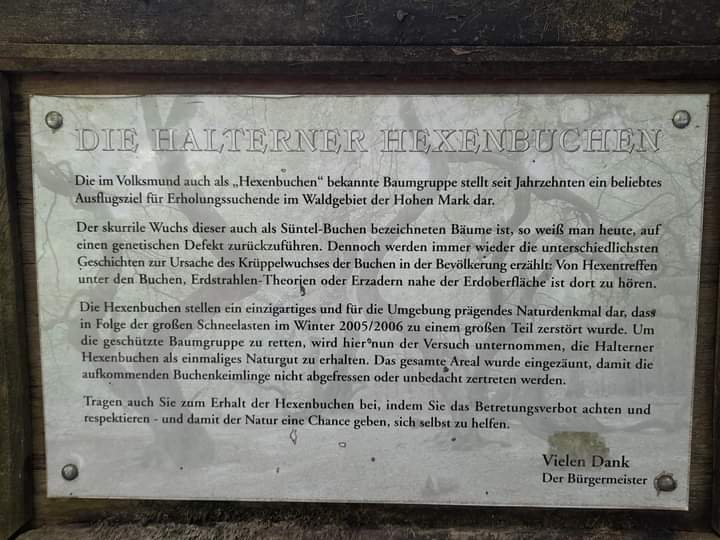 DIE HALTERNER HEXENBUCHEN
Die im Volksmund auch als „Hexenbuchen“ bekannte Baumgruppe stellt seit Jahrzehnten ein beliebtes
Ausflugsziel für Erholungssuchende im Waldgebiet der Hohen Mark dar.
Der skurrile Wuchs dieser auch als Süntel-Buchen bezeichneten Bäume ist, so weiß man heute, auf
einen genetischen Defekt zurückzuführen. Dennoch werden immer wieder die unterschiedlichsten
Geschichten zur Ursache des Krüppelwuchses der Buchen in der Bevölkerung erzählt: Von Hexentreffen
unter den Buchen, Erdstrahlen-Theorien oder Erzadern nahe der Erdoberfläche ist dort zu hören.
Die Hexenbuchen stellen ein einzigartiges und für die Umgebung prägendes Naturdenkmal dar, dass
in Folge der großen Schneelasten im Winter 2005/2006 zu einem großen Teil zerstört wurde. Um
die geschützte Baumgruppe zu retten, wird hier nun der Versuch unternommen, die Halterner
Hexenbuchen als einmaliges Naturgut zu erhalten. Das gesamte Areal wurde eingezäunt, damit die
aufkommenden Buchenkeimlinge nicht abgefressen oder unbedacht zertreten werden.
Tragen auch Sie zum Erhalt der Hexenbuchen bei, indem Sie das Betretungsverbot achten und
respektieren - und damit der Natur eine Chance geben, sich selbst zu helfen.
Vielen Dank
Der Bürgermeister